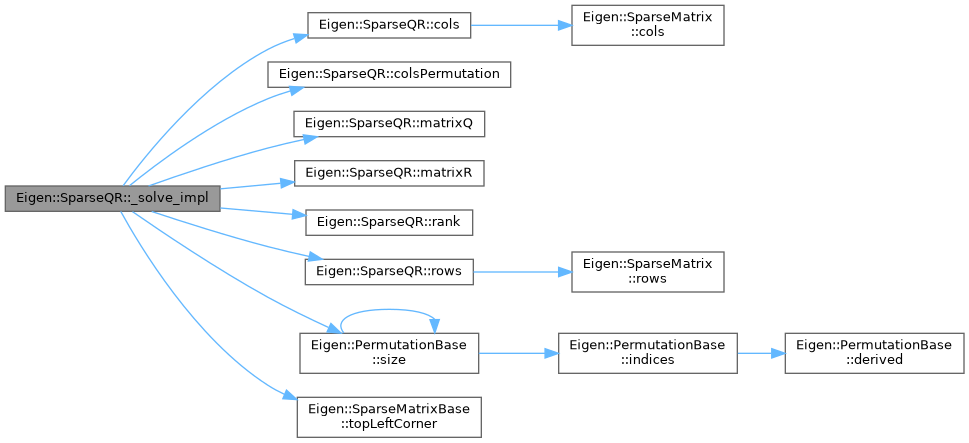 Eigen::SparseQR::_solve_impl
Eigen::SparseQR::cols
Eigen::SparseMatrix
::cols
Eigen::SparseQR::colsPermutation
Eigen::SparseQR::matrixQ
Eigen::SparseQR::matrixR
Eigen::SparseQR::rank
Eigen::SparseQR::rows
Eigen::SparseMatrix
::rows
Eigen::PermutationBase
::size
Eigen::PermutationBase
::indices
Eigen::PermutationBase
::derived
Eigen::SparseMatrixBase
::topLeftCorner